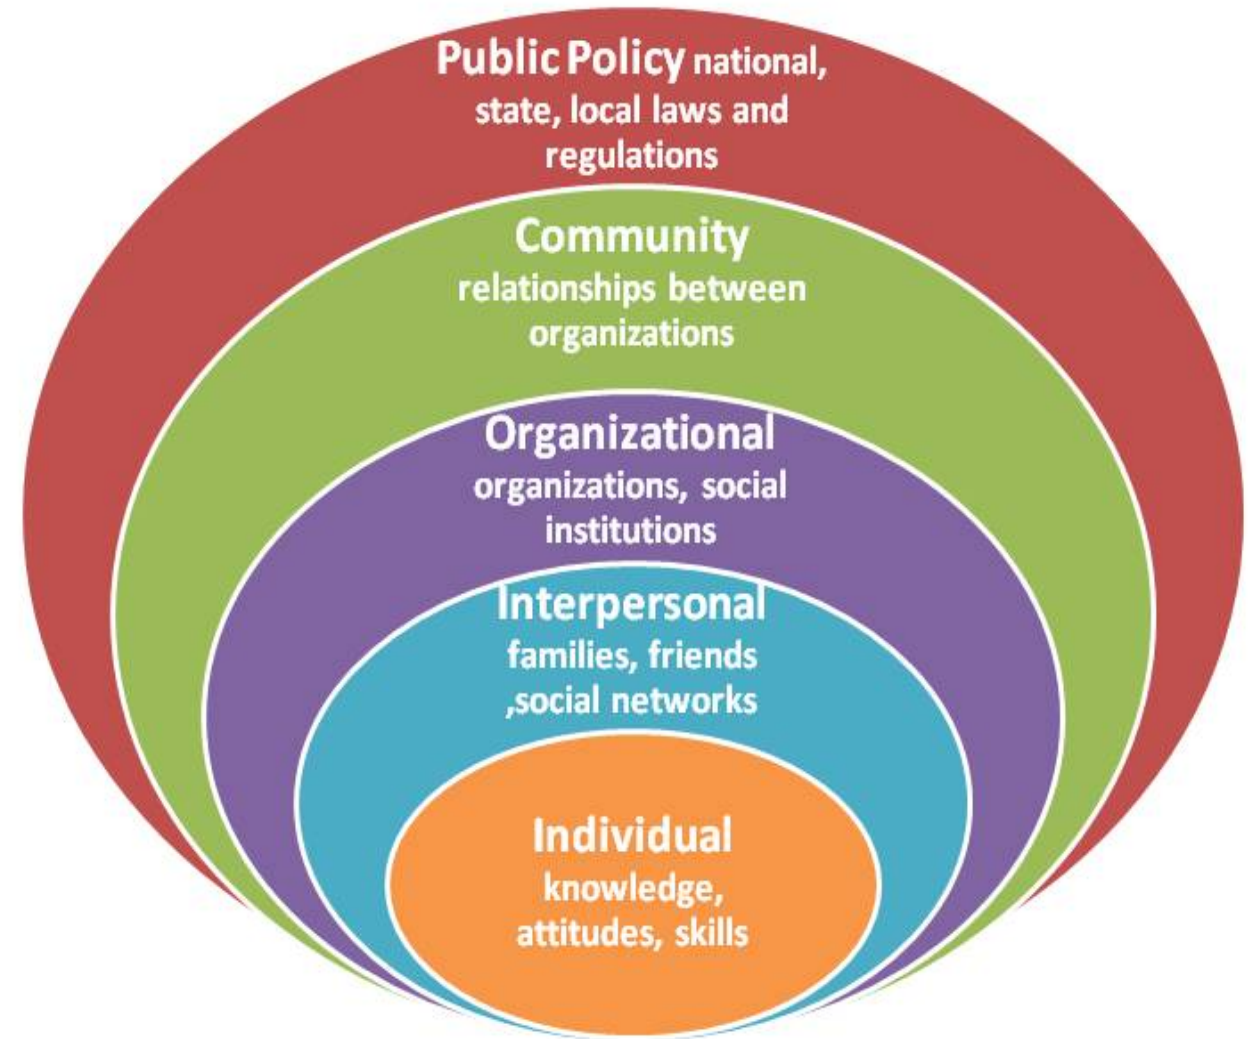 Public Policy national,
state, local laws and
regulations
Community
relationships between
organizations
Organizational
organizations, social
institutions
Interpersonal
families, friends
,social networks
Individual
knowledge,
attitudes, skills